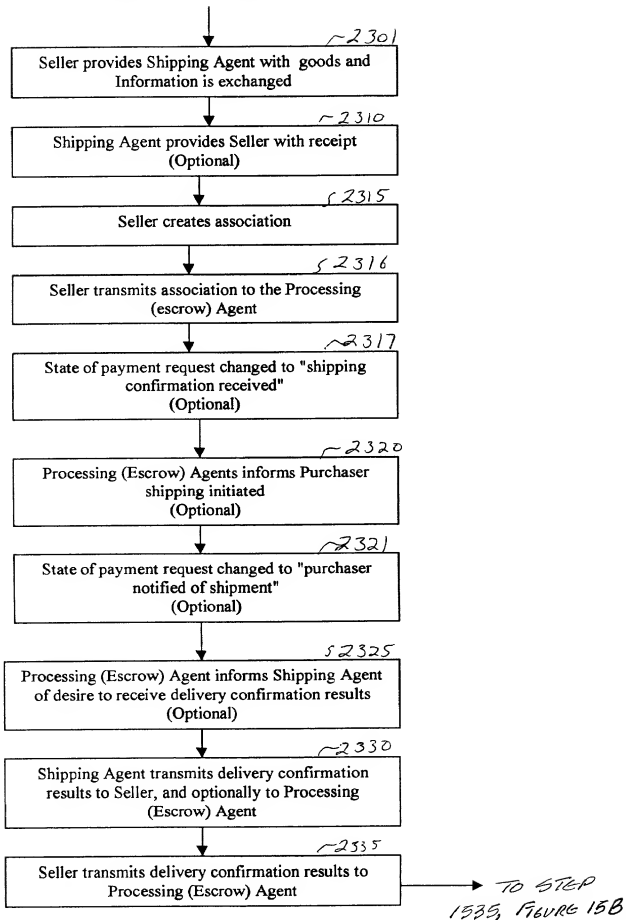 2301
Seller provides Shipping Agent with goods and
Information is exchanged
2310
Shipping Agent provides Seller with receipt
(Optional)
2315
Seller creates association
2316
Seller transmits association to the Processing
(escrow) Agent
2317
State of payment request changed to "shipping
confirmation received"
(Optional)
2320
Processing (Escrow) Agents informs Purchaser
shipping initiated
(Optional)
2321
State of payment request changed to "purchaser
notified of shipment"
(Optional)
2325
Processing (Escrow) Agent informs Shipping Agent
of desire to receive delivery confirmation results
(Optional)
2330
Shipping Agent transmits delivery confirmation
results to Seller, and optionally to Processing
(Escrow) Agent
2335
Seller transmits delivery confirmation results to
Processing (Escrow) Agent
TO STEP
1535, FIGURE 15B